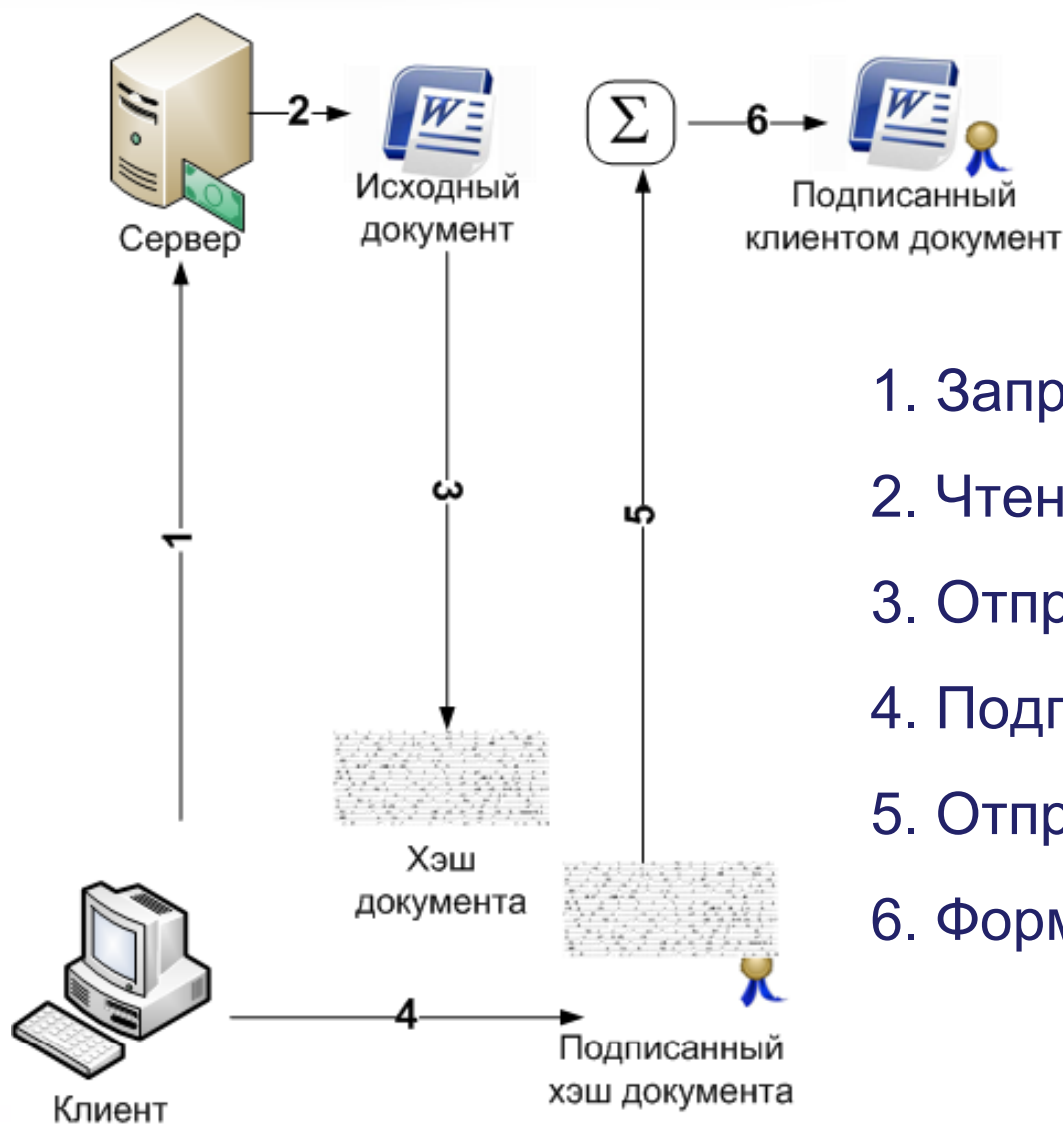 2
6
Σ
Сервер
Исходный
документ
Подписанный
клиентом документ
1
3
5
Хэш
документа
4
Подписанный
хэш документа
Клиент
1. Запр
2. Чтен
3. Отпр
4. Подп
5. Отпр
6. Форм